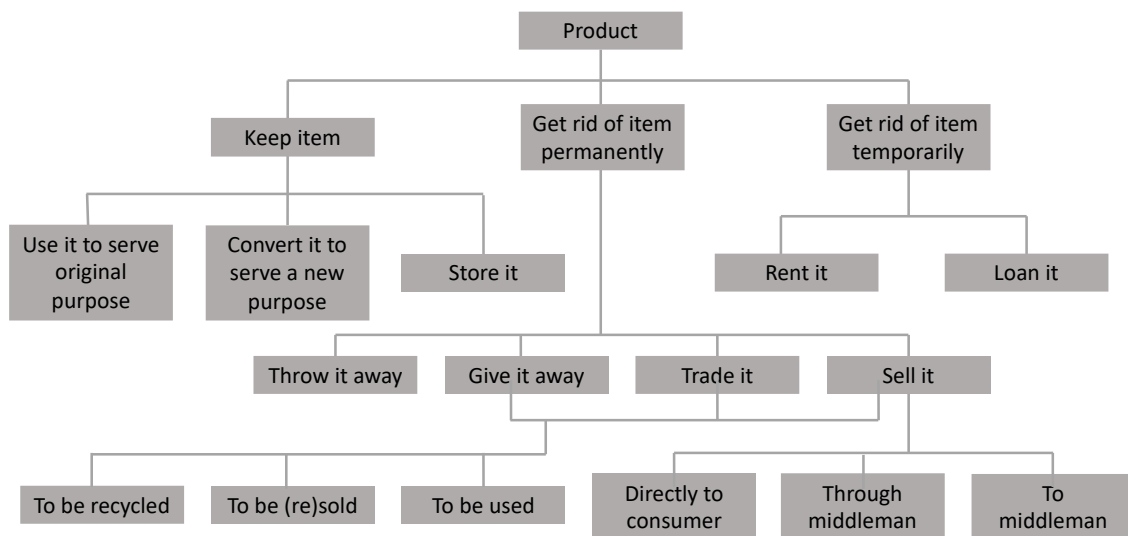 Product
Keep item
Get rid of item
permanently
Get rid of item
temporarily
Use it to serve
original
purpose
Convert it to
serve a new
purpose
Store it
Rent it
Loan it
Throw it away
Give it away
Trade it
Sell it
To be recycled
To be (re)sold
To be used
Directly to
consumer
Through
middleman
To
middleman